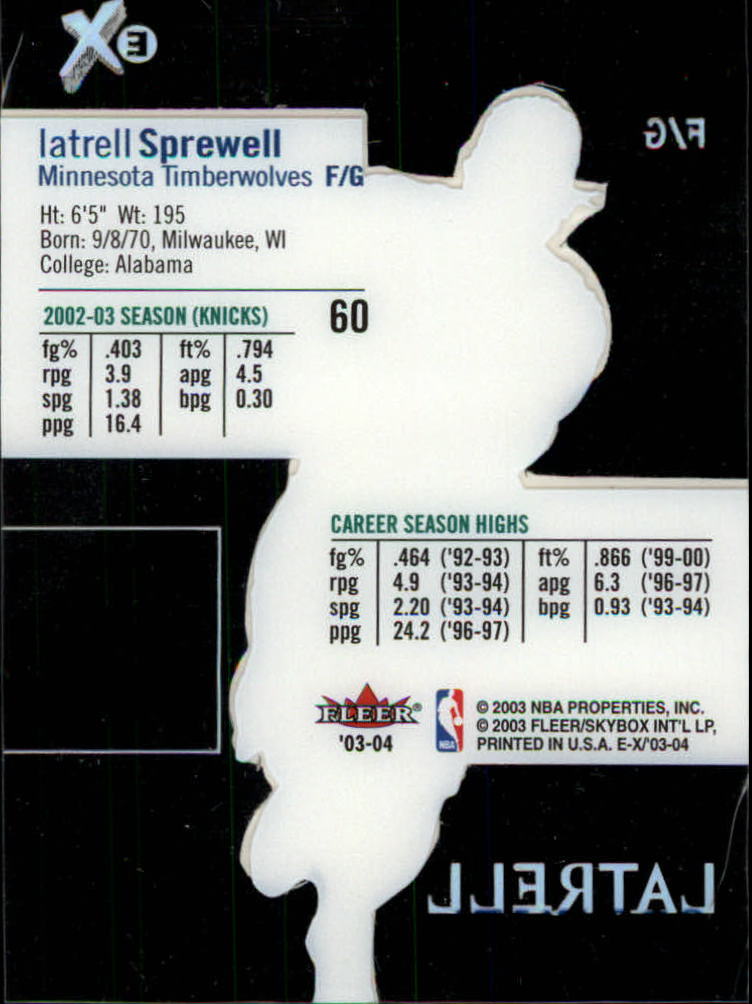 XE
F/G
latrell Sprewell
Minnesota Timberwolves F/G
Ht: 6'5" Wt: 195
Born: 9/8/70, Milwaukee, WI
College: Alabama
2002-03 SEASON (KNICKS) 60
fg% .403 ft% .794
rpg 3.9 apg 4.5
spg 1.38 bpg 0.30
ppg 16.4
CAREER SEASON HIGHS
fg% .464 ('92-93) ft% .866 ('99-00)
rpg 4.9 ('93-94) apg 6.3 ('96-97)
spg 2.20 ('93-94) bpg 0.93 ('93-94)
ppg 24.2 ('96-97)
FLEER®
'03-04
NBA
© 2003 NBA PROPERTIES, INC.
© 2003 FLEER/SKYBOX INT'L LP,
PRINTED IN U.S.A. E-X/'03-04
LATRELL